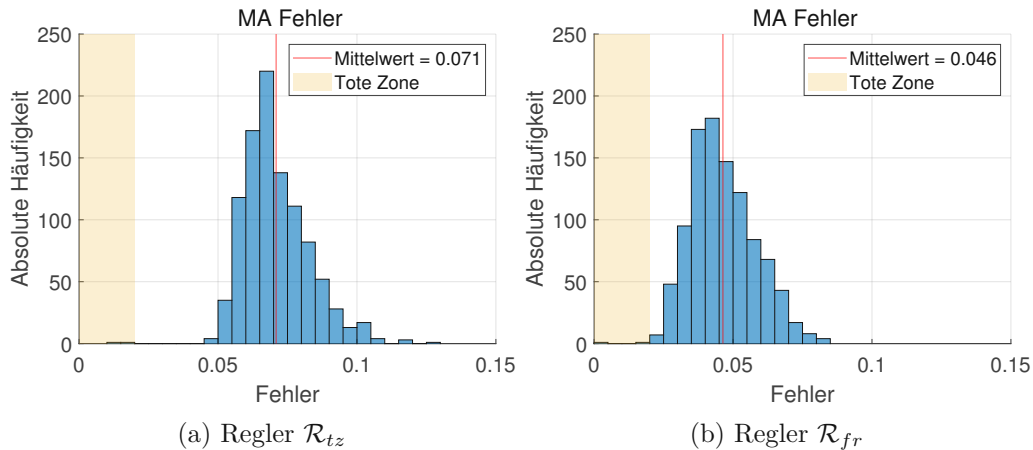 MA Fehler
250
200
150
100
50
0
Absolute Häufigkeit
Mittelwert = 0.071
Tote Zone
0
0.05
0.1
0.15
Fehler
(a) Regler $\mathcal{R}_{tz}$
MA Fehler
250
200
150
100
50
0
Absolute Häufigkeit
Mittelwert = 0.046
Tote Zone
0
0.05
0.1
0.15
Fehler
(b) Regler $\mathcal{R}_{fr}$